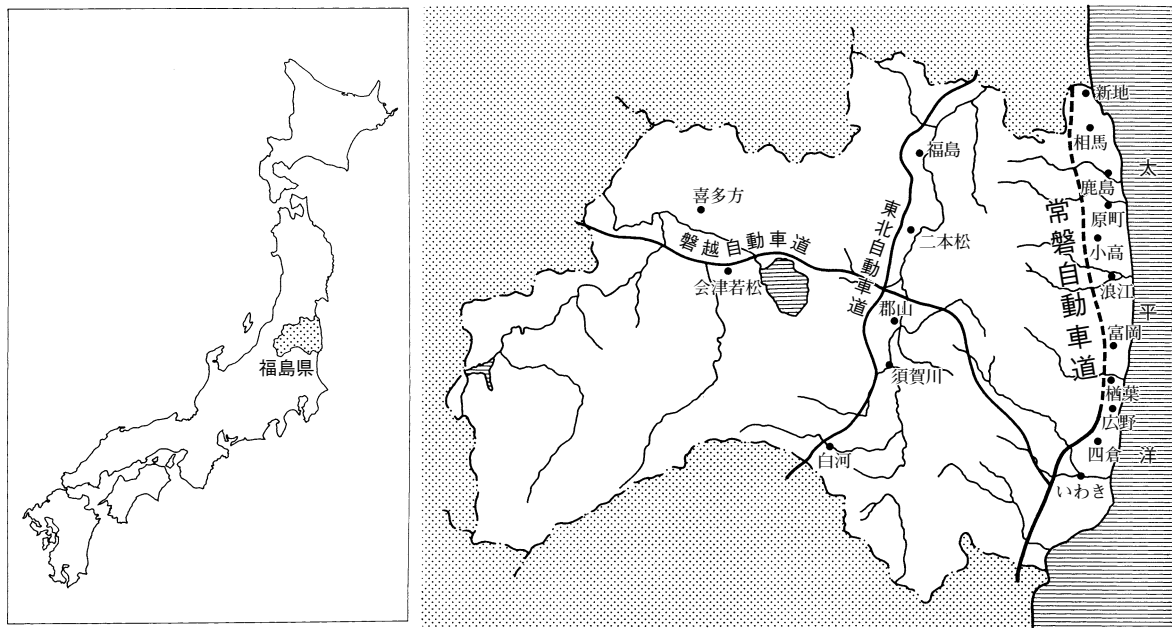 福島県
新地
相馬
鹿島
原町
小高
浪江
富岡
楢葉
広野
四倉
いわき
太平洋
常磐自動車道
福島
二本松
東北自動車道
郡山
須賀川
白河
喜多方
磐越自動車道
会津若松